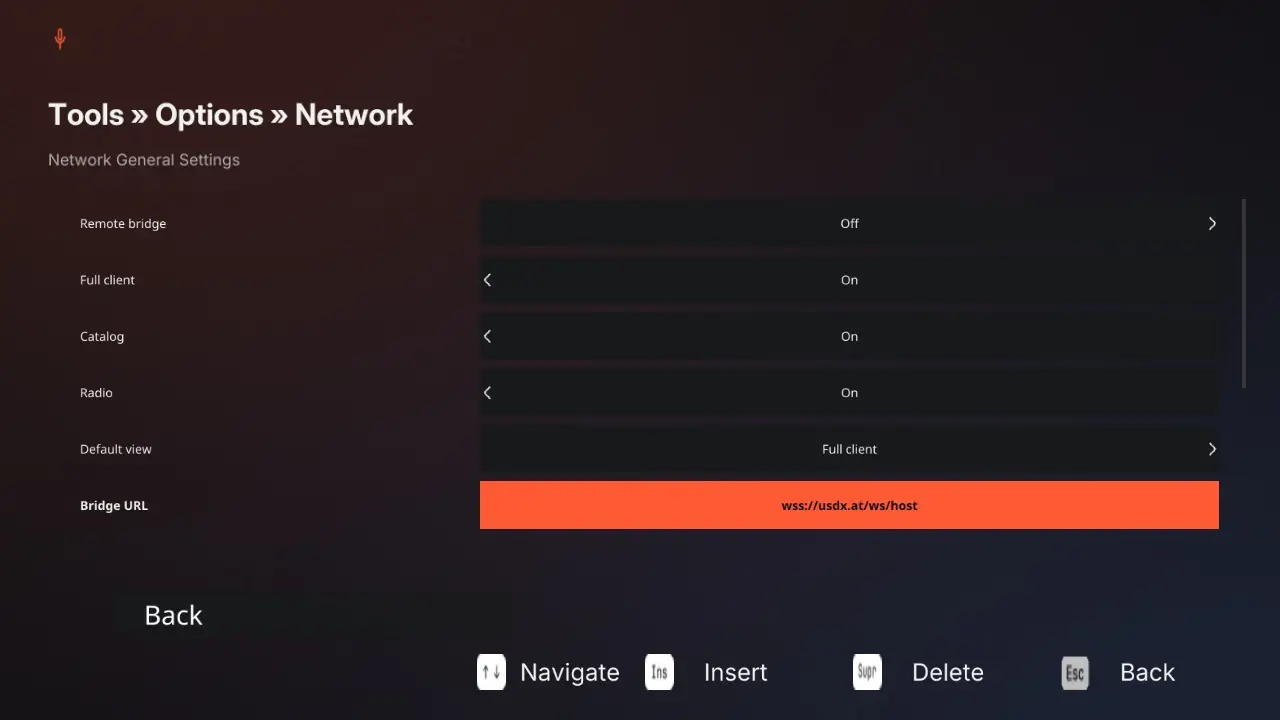 Tools » Options » Network
Network General Settings
Remote bridge Off
Full client On
Catalog On
Radio On
Default view Full client
Bridge URL wss://usdx.at/ws/host
Back
↑↓ Navigate Ins Insert Supr Delete Esc Back